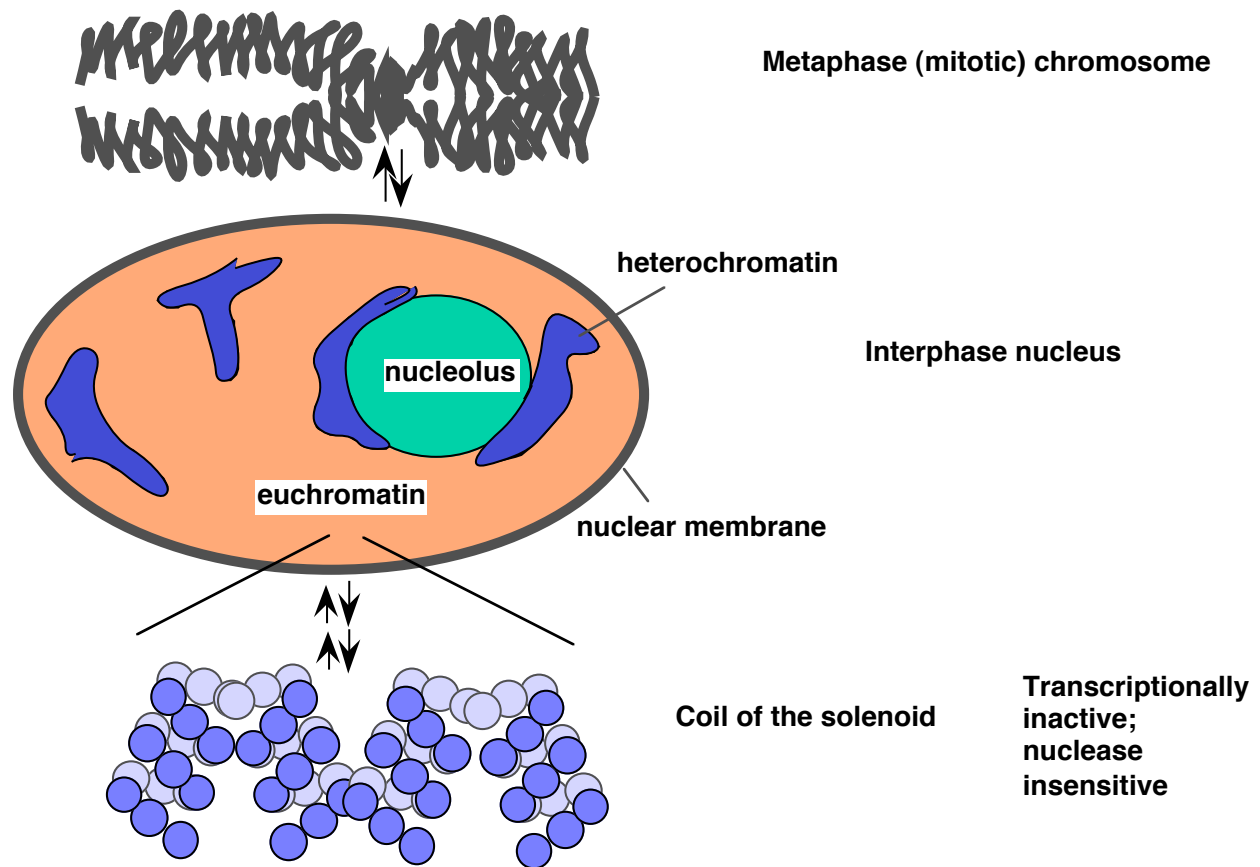 Metaphase (mitotic) chromosome
heterochromatin
Interphase nucleus
nucleolus
euchromatin
nuclear membrane
Coil of the solenoid
Transcriptionally
inactive;
nuclease
insensitive